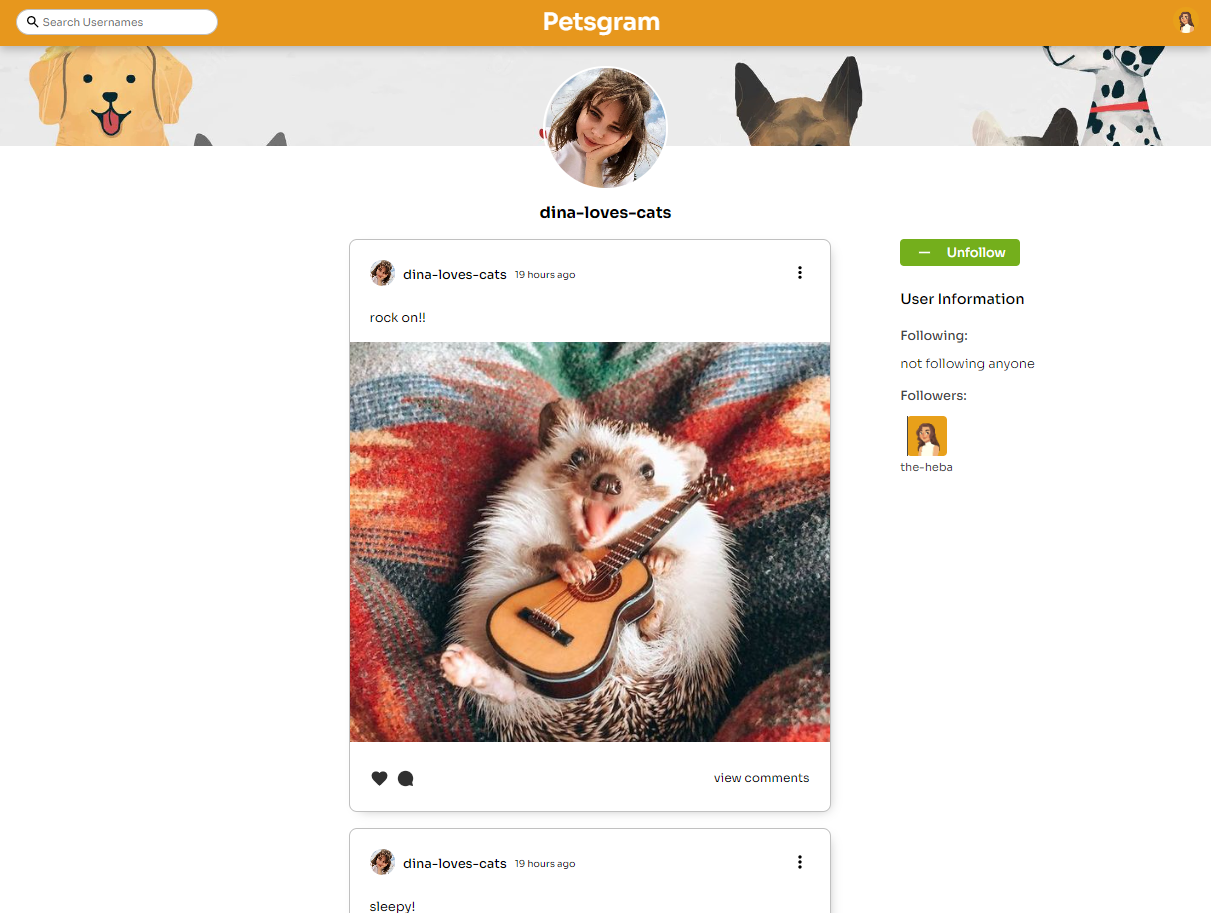 Search Usernames
Petsgram
dina-loves-cats
dina-loves-cats 19 hours ago
rock on!!
view comments
dina-loves-cats 19 hours ago
sleepy!
Unfollow
User Information
Following:
not following anyone
Followers:
the-heba